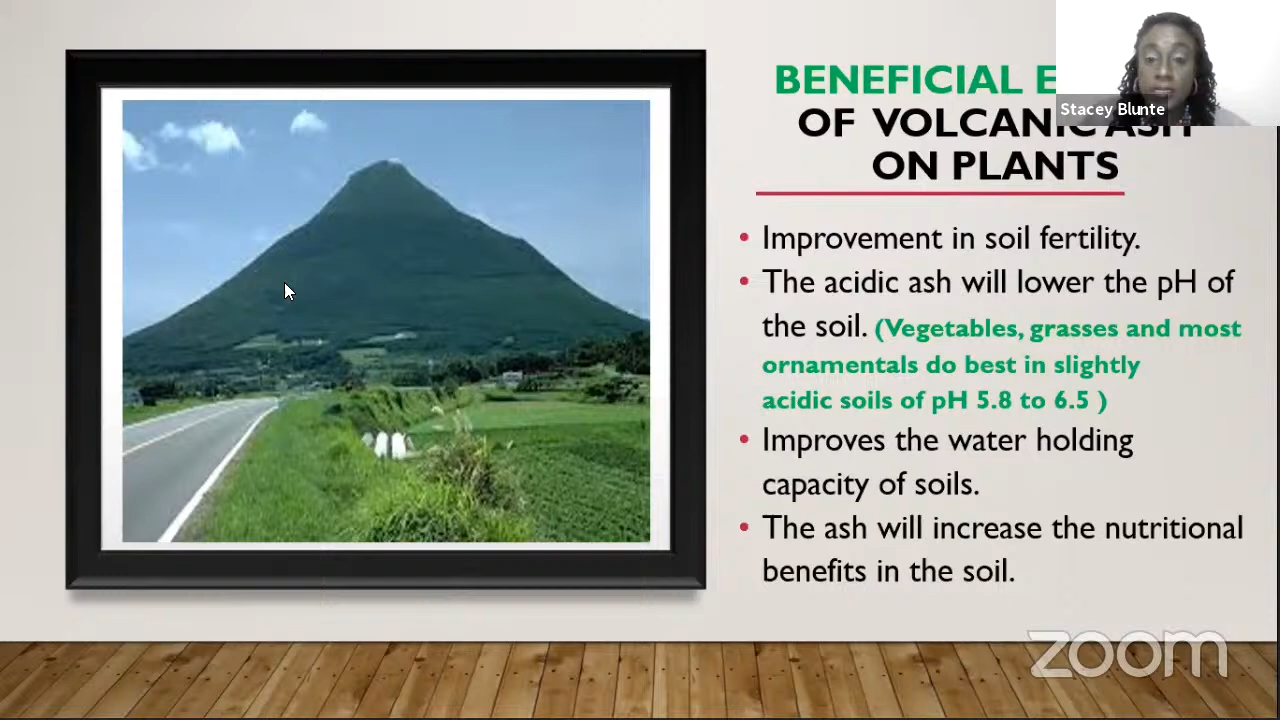 BENEFICIAL E
OF VOLCANIC ASH
ON PLANTS
Stacey Blunte
• Improvement in soil fertility.
• The acidic ash will lower the pH of
the soil. (Vegetables, grasses and most
ornamentals do best in slightly
acidic soils of pH 5.8 to 6.5 )
• Improves the water holding
capacity of soils.
• The ash will increase the nutritional
benefits in the soil.
zoom